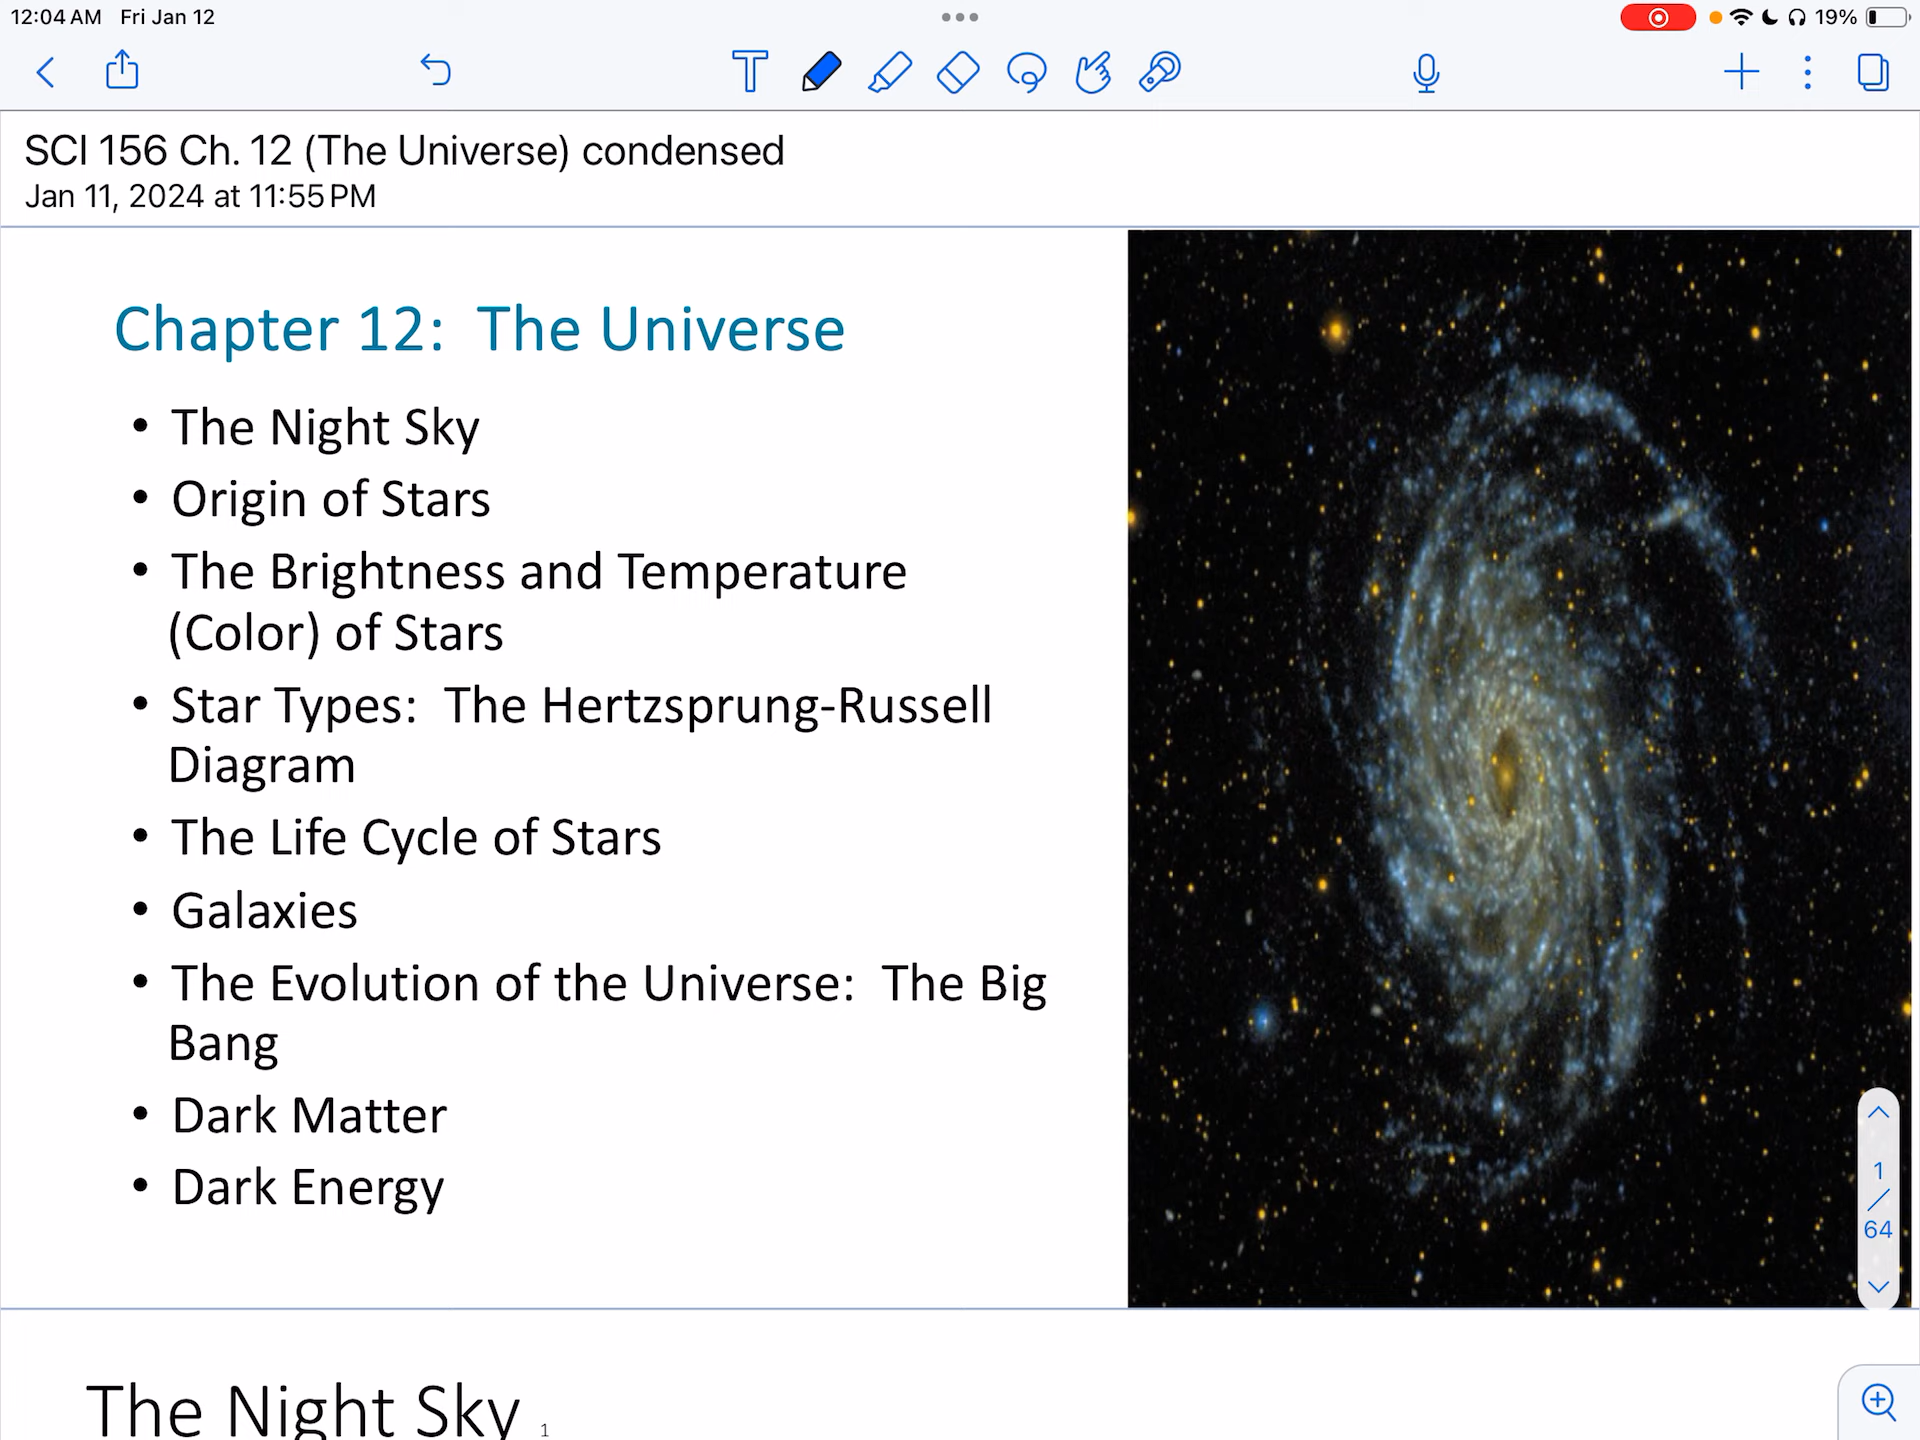 12:04 AM Fri Jan 12
19%
T
SCI 156 Ch. 12 (The Universe) condensed
Jan 11, 2024 at 11:55 PM
Chapter 12: The Universe
• The Night Sky
• Origin of Stars
• The Brightness and Temperature
(Color) of Stars
• Star Types: The Hertzsprung-Russell
Diagram
• The Life Cycle of Stars
• Galaxies
• The Evolution of the Universe: The Big
Bang
• Dark Matter
• Dark Energy
1
/
64
The Night Sky 1